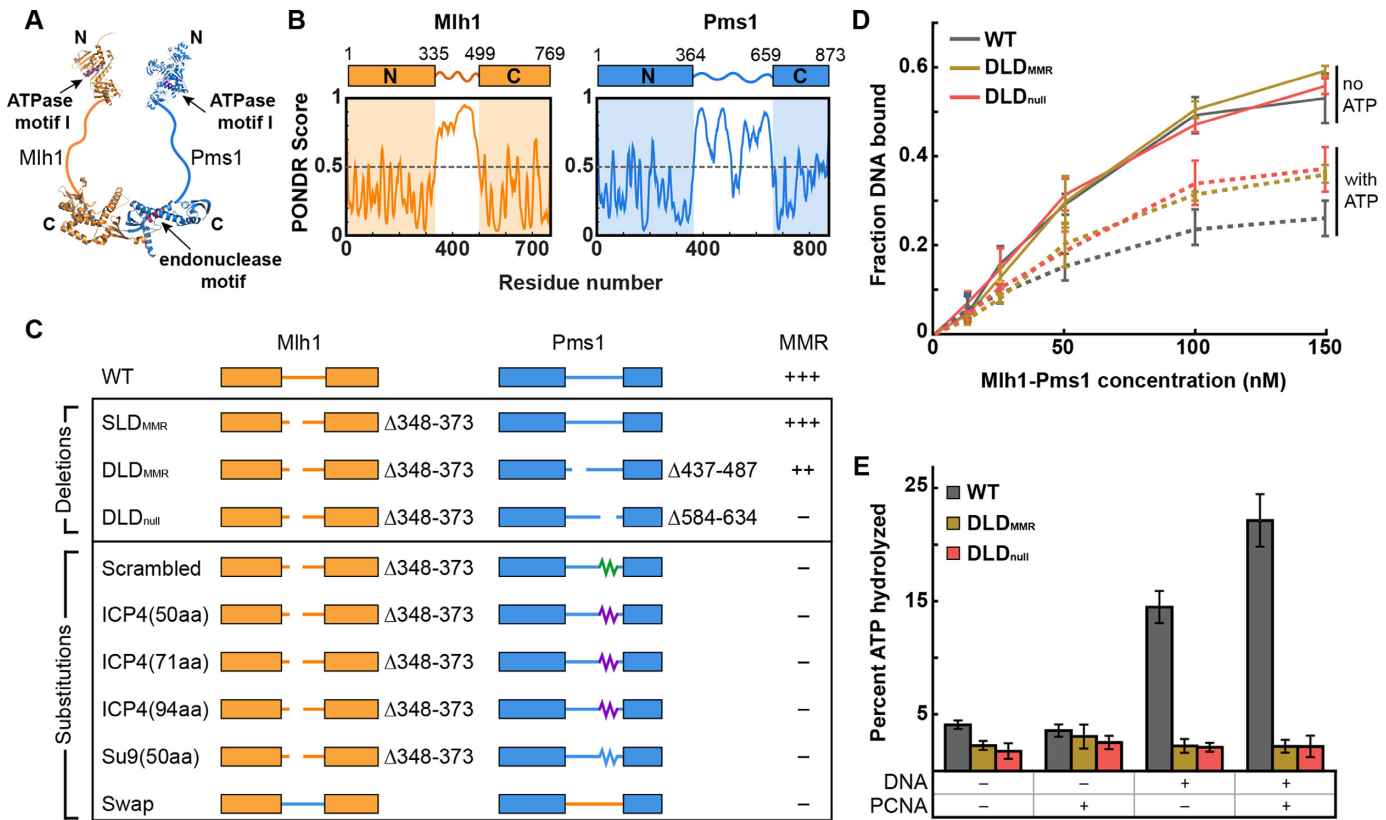 A
N
N
ATPase
motif I
ATPase
motif I
Mlh1
Pms1
C
C
endonuclease
motif
B
Mlh1
Pms1
1 335 499 769
1 364 659 873
N C
N C
PONDR Score
1
0.5
0
400 700
1
0.5
0
400 800
Residue number
C
Mlh1 Pms1 MMR
WT +++
Deletions
SLDMMR Δ348-373 +++
DLDMMR Δ348-373 Δ437-487 ++
DLDnull Δ348-373 Δ584-634 –
Substitutions
Scrambled Δ348-373 –
ICP4(50aa) Δ348-373 –
ICP4(71aa) Δ348-373 –
ICP4(94aa) Δ348-373 –
Su9(50aa) Δ348-373 –
Swap –
D
WT
DLDMMR
DLDnull
no
ATP
with
ATP
Fraction DNA bound
0.6
0.4
0.2
0
0 50 100 150
Mlh1-Pms1 concentration (nM)
E
WT
DLDMMR
DLDnull
Percent ATP hydrolyzed
25
15
5
DNA – – + +
PCNA – + – +